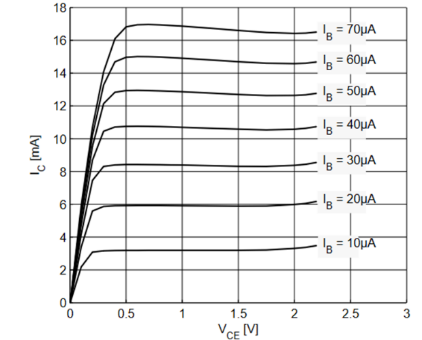 18
16
14
12
10
8
6
4
2
0
I_C [mA]
I_B = 70µA
I_B = 60µA
I_B = 50µA
I_B = 40µA
I_B = 30µA
I_B = 20µA
I_B = 10µA
0 0.5 1 1.5 2 2.5 3
V_CE [V]